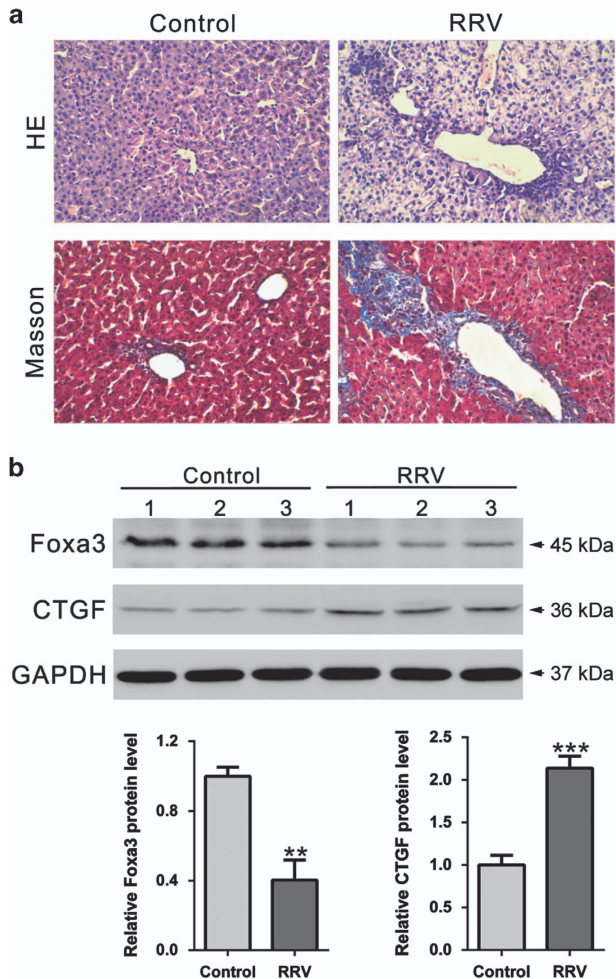 a
Control RRV
HE
Masson
b
Control RRV
1 2 3 1 2 3
Foxa3 45 kDa
CTGF 36 kDa
GAPDH 37 kDa
Relative Foxa3 protein level
1.2
0.8
0.4
0.0
**
Control RRV
Relative CTGF protein level
2.5
2.0
1.5
1.0
0.5
0.0
***
Control RRV